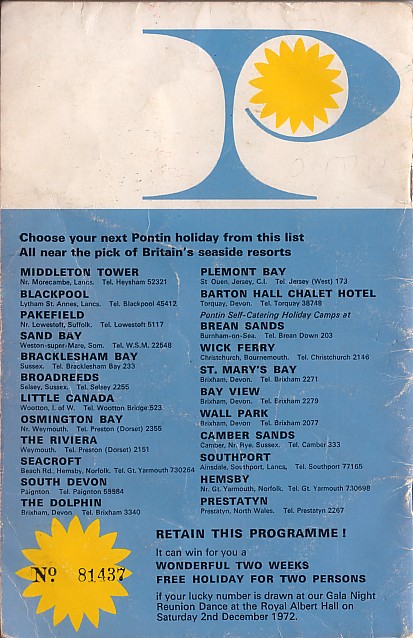 Choose your next Pontin holiday from this list
All near the pick of Britain's seaside resorts
MIDDLETON TOWER
Nr. Morecambe, Lancs. Tel. Heysham 52321
BLACKPOOL
Lytham St. Annes, Lancs. Tel. Blackpool 45412
PAKEFIELD
Nr. Lowestoft, Suffolk. Tel. Lowestoft 5117
SAND BAY
Weston-super-Mare, Som. Tel. W.S.M. 22548
BRACKLESHAM BAY
Sussex. Tel. Bracklesham Bay 233
BROADREEDS
Selsey, Sussex. Tel. Selsey 2255
LITTLE CANADA
Wootton, I. of W. Tel. Wootton Bridge 523
OSMINGTON BAY
Nr. Weymouth. Tel. Preston (Dorset) 2355
THE RIVIERA
Weymouth. Tel. Preston (Dorset) 2151
SEACROFT
Beach Rd., Hemsby, Norfolk. Tel. Gt. Yarmouth 730264
SOUTH DEVON
Paignton. Tel. Paignton 59984
THE DOLPHIN
Brixham, Devon. Tel. Brixham 3340
PLEMONT BAY
St. Ouen, Jersey, C.I. Tel. Jersey (West) 173
BARTON HALL CHALET HOTEL
Torquay, Devon. Tel. Torquay 38748
Pontin Self-Catering Holiday Camps at
BREAN SANDS
Burnham-on-Sea. Tel. Brean Down 203
WICK FERRY
Christchurch, Bournemouth. Tel. Christchurch 2146
ST. MARY'S BAY
Brixham, Devon. Tel. Brixham 2271
BAY VIEW
Brixham, Devon. Tel. Brixham 2279
WALL PARK
Brixham, Devon Tel. Brixham 2077
CAMBER SANDS
Camber, Nr. Rye. Sussex. Tel. Camber 333
SOUTHPORT
Ainsdale, Southport, Lancs. Tel. Southport 77165
HEMSBY
Nr. Gt. Yarmouth, Norfolk. Tel. Gt. Yarmouth 730698
PRESTATYN
Prestatyn, North Wales. Tel. Prestatyn 2267
No. 81437
RETAIN THIS PROGRAMME!
It can win for you a
WONDERFUL TWO WEEKS
FREE HOLIDAY FOR TWO PERSONS
if your lucky number is drawn at our Gala Night
Reunion Dance at the Royal Albert Hall on
Saturday 2nd December 1972.